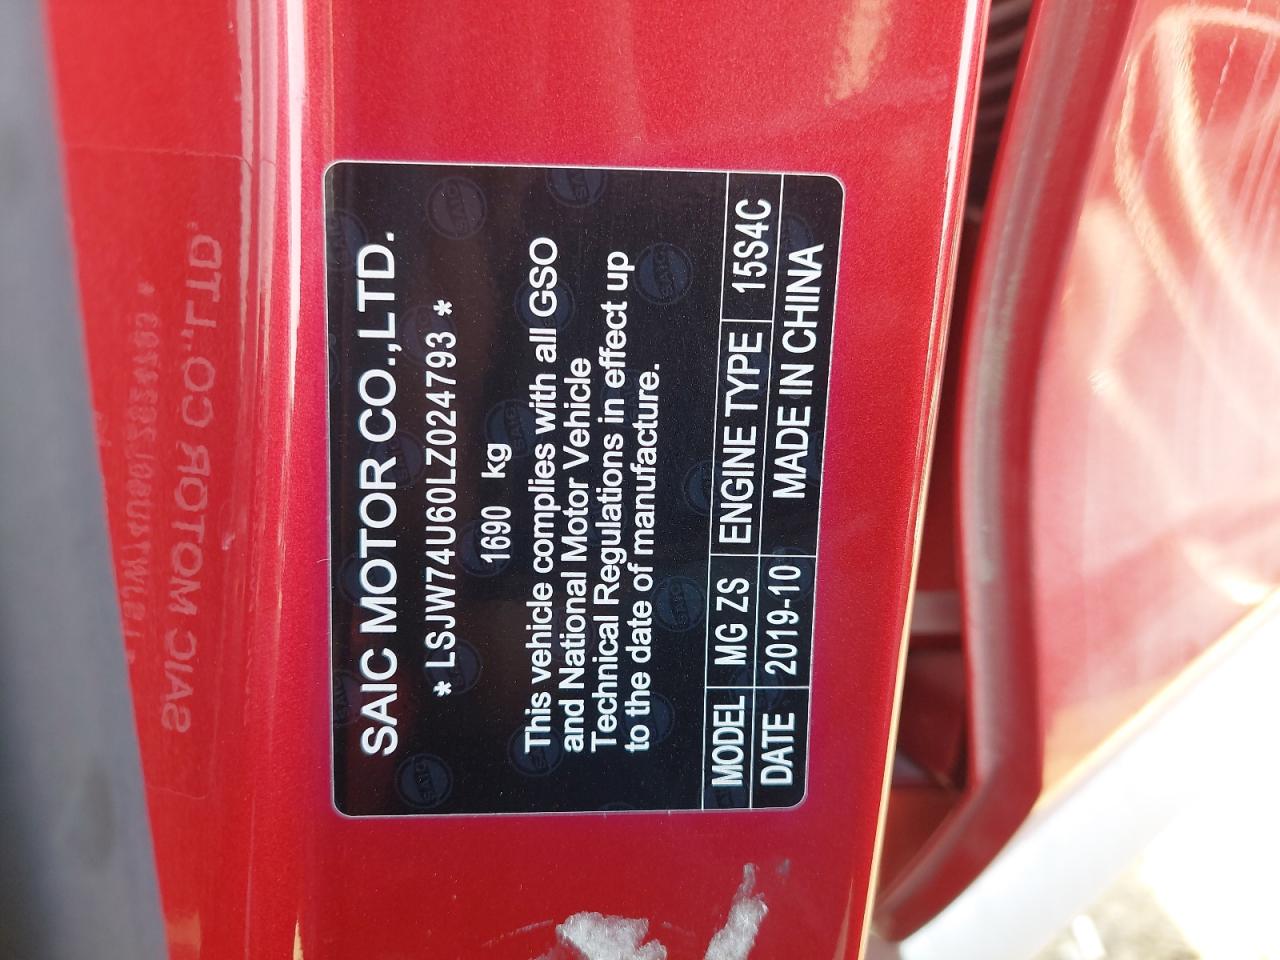 SAIC MOTOR CO.,LTD.
* LSJW74U60LZ024793 *
1690 kg
This vehicle complies with all GSO
and National Motor Vehicle
Technical Regulations in effect up
to the date of manufacture.
MODEL MG ZS ENGINE TYPE 15S4C
DATE 2019-10 MADE IN CHINA